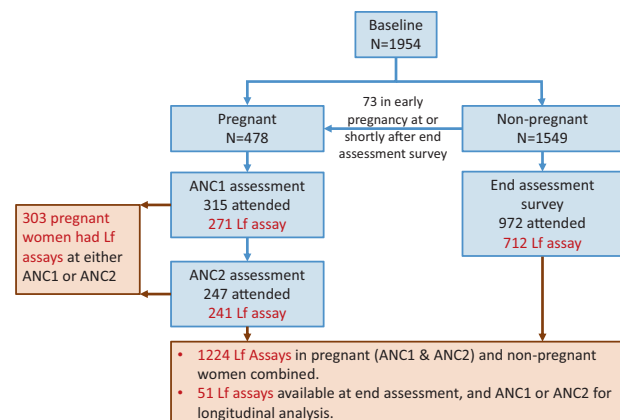 Baseline
N=1954
73 in early
pregnancy at or
shortly after end
assessment survey
Pregnant
N=478
Non-pregnant
N=1549
ANC1 assessment
315 attended
271 Lf assay
End assessment
survey
972 attended
712 Lf assay
303 pregnant
women had Lf
assays at either
ANC1 or ANC2
ANC2 assessment
247 attended
241 Lf assay
• 1224 Lf Assays in pregnant (ANC1 & ANC2) and non-pregnant
women combined.
• 51 Lf assays available at end assessment, and ANC1 or ANC2 for
longitudinal analysis.